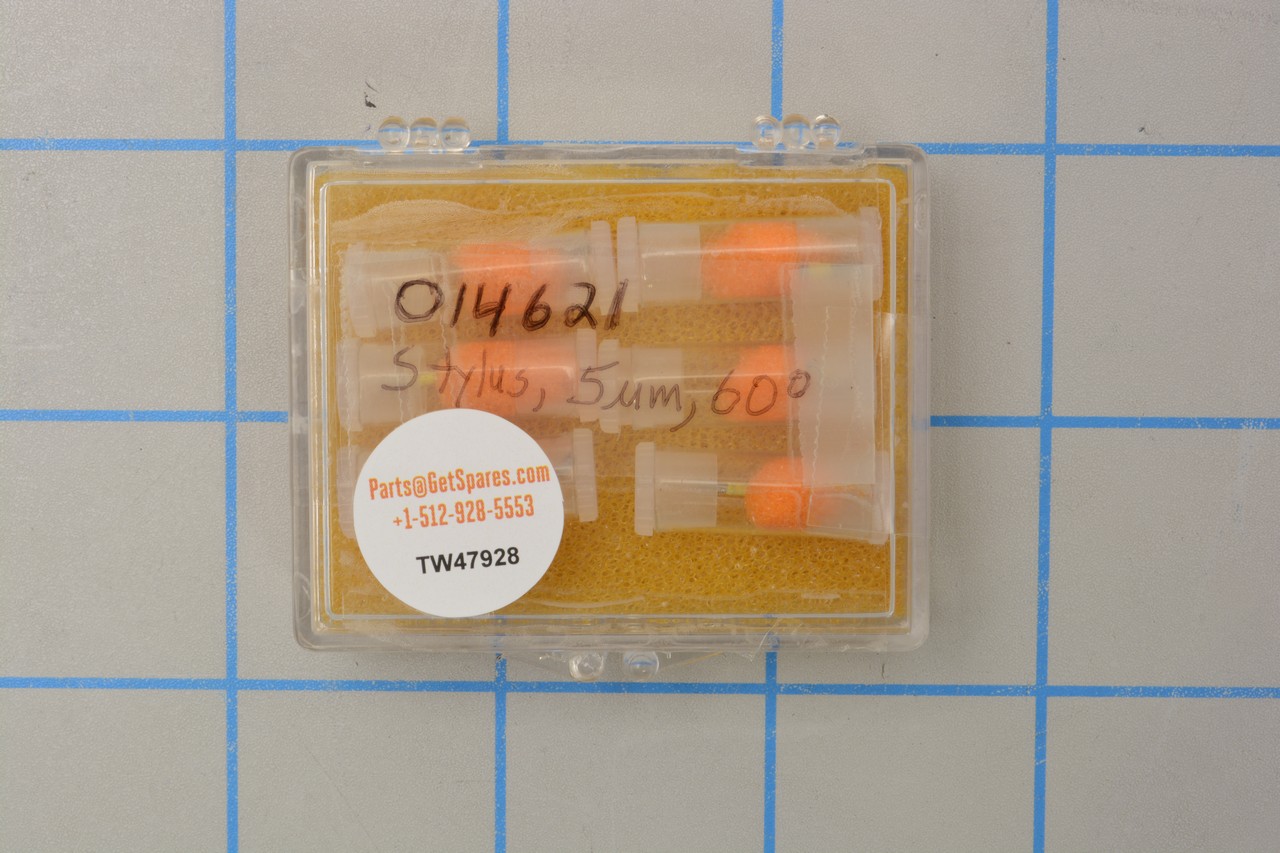 014621
Stylus, 5um, 60°
Parts@GetSpares.com
+1-512-928-5553
TW47928